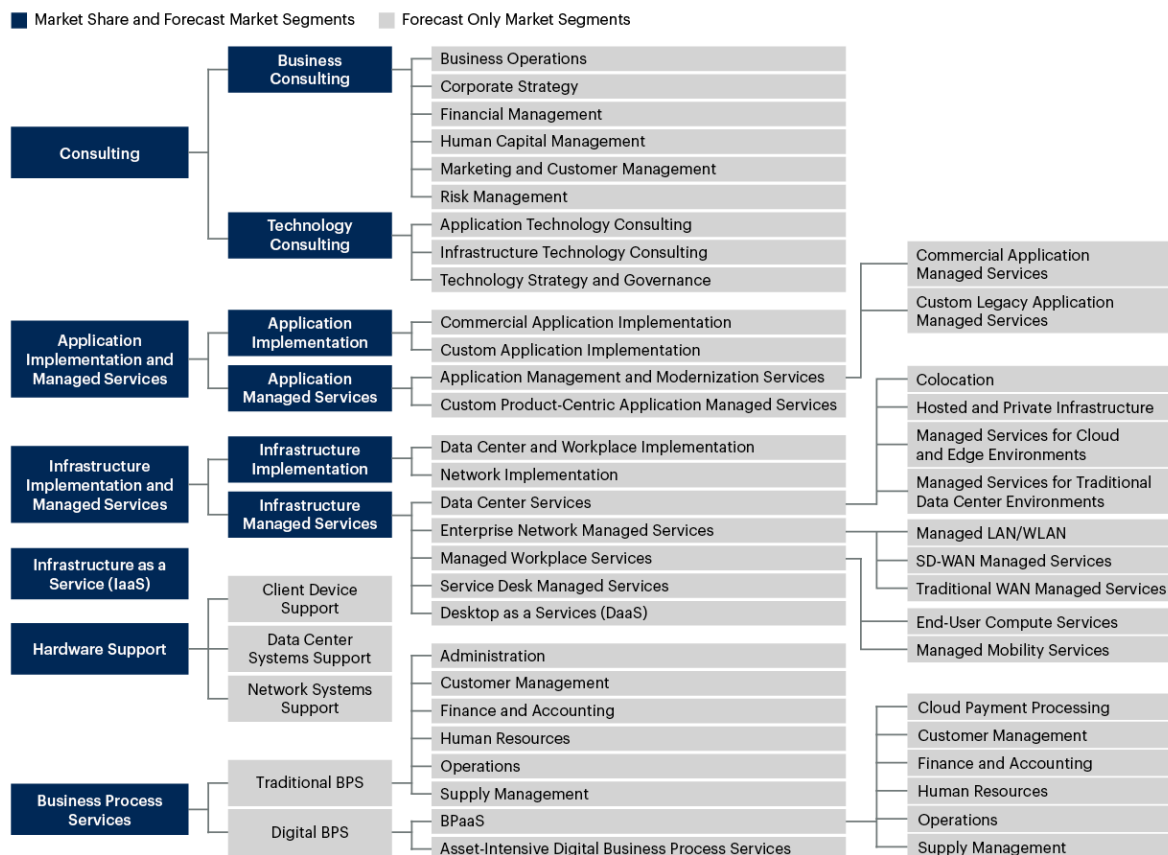 Market Share and Forecast Market Segments
Forecast Only Market Segments
Consulting
Business
Consulting
Business Operations
Corporate Strategy
Financial Management
Human Capital Management
Marketing and Customer Management
Risk Management
Technology
Consulting
Application Technology Consulting
Infrastructure Technology Consulting
Technology Strategy and Governance
Application
Implementation and
Managed Services
Application
Implementation
Commercial Application Implementation
Custom Application Implementation
Application
Managed Services
Application Management and Modernization Services
Custom Product-Centric Application Managed Services
Commercial Application
Managed Services
Custom Legacy Application
Managed Services
Infrastructure
Implementation and
Managed Services
Infrastructure
Implementation
Data Center and Workplace Implementation
Network Implementation
Infrastructure
Managed Services
Data Center Services
Enterprise Network Managed Services
Managed Workplace Services
Service Desk Managed Services
Desktop as a Services (DaaS)
Colocation
Hosted and Private Infrastructure
Managed Services for Cloud
and Edge Environments
Managed Services for Traditional
Data Center Environments
Managed LAN/WLAN
SD-WAN Managed Services
Traditional WAN Managed Services
End-User Compute Services
Managed Mobility Services
Infrastructure as a
Service (IaaS)
Hardware Support
Client Device
Support
Data Center
Systems Support
Network Systems
Support
Business Process
Services
Traditional BPS
Administration
Customer Management
Finance and Accounting
Human Resources
Operations
Supply Management
Digital BPS
BPaaS
Asset-Intensive Digital Business Process Services
Cloud Payment Processing
Customer Management
Finance and Accounting
Human Resources
Operations
Supply Management